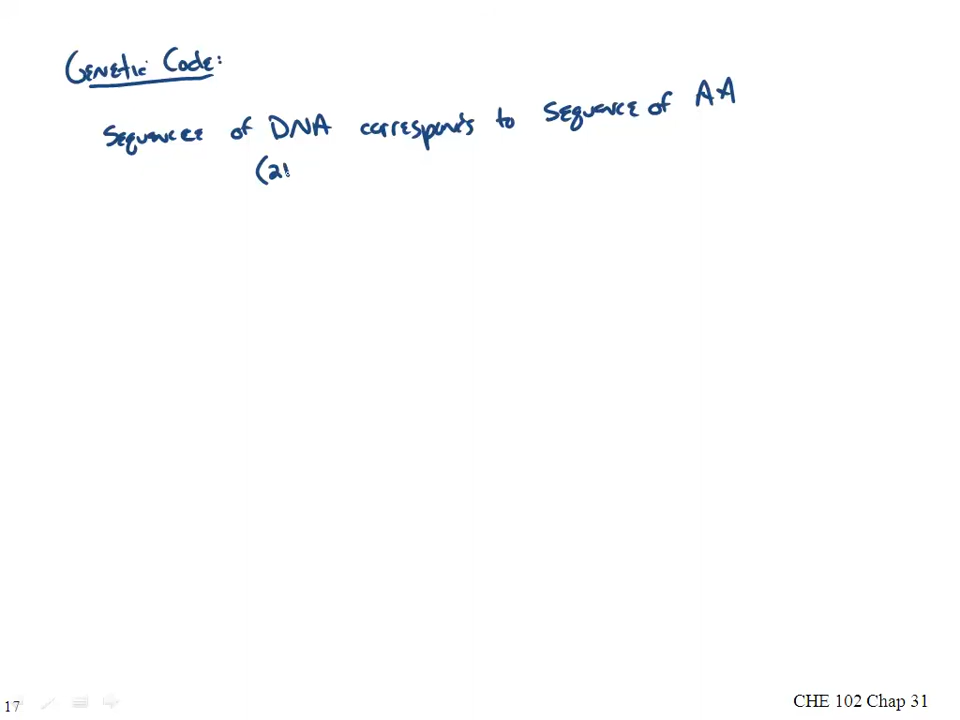 Genetic Code:
Sequence of DNA corresponds to Sequence of AA
(2
17
CHE 102 Chap 31